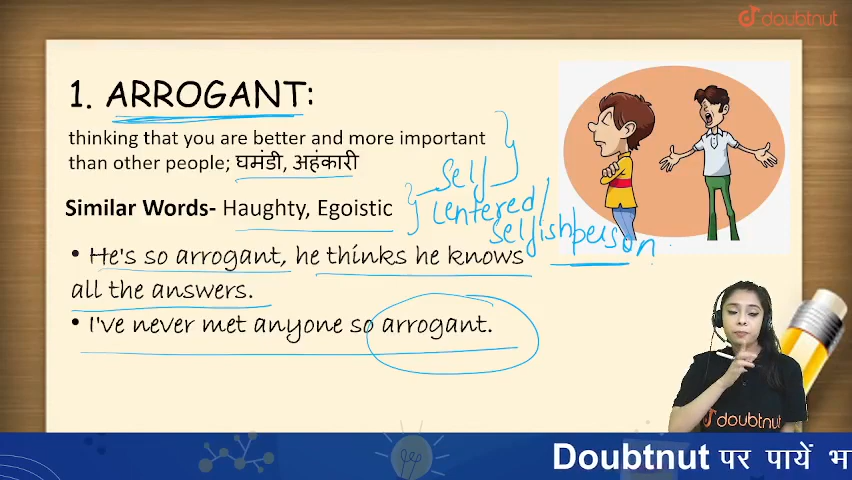 doubtnut
1. ARROGANT:
thinking that you are better and more important
than other people; घमंडी, अहंकारी
Self
Similar Words- Haughty, Egoistic
Centered/
Selfish person
• He's so arrogant, he thinks he knows
all the answers.
• I've never met anyone so arrogant.
doubtnut
Doubtnut पर पायें भ